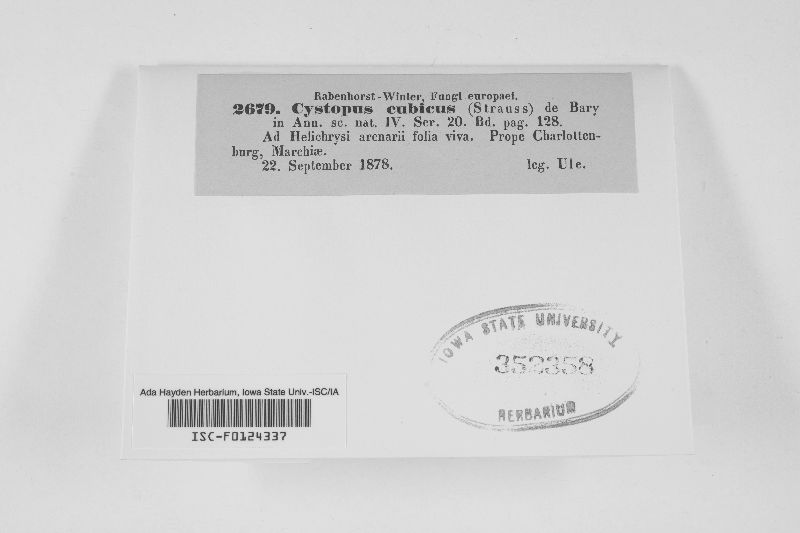 Rabenhorst-Winter, Fungi europaei.
2679. Cystopus cubicus (Strauss) de Bary
in Ann. sc. nat. IV. Ser. 20. Bd. pag. 128.
Ad Helichrysi arenarii folia viva. Prope Charlotten-
burg, Marchiæ.
22. September 1878. leg. Ule.
IOWA STATE UNIVERSITY
352358
HERBARIUM
Ada Hayden Herbarium, Iowa State Univ.-ISC/IA
ISC-F0124337